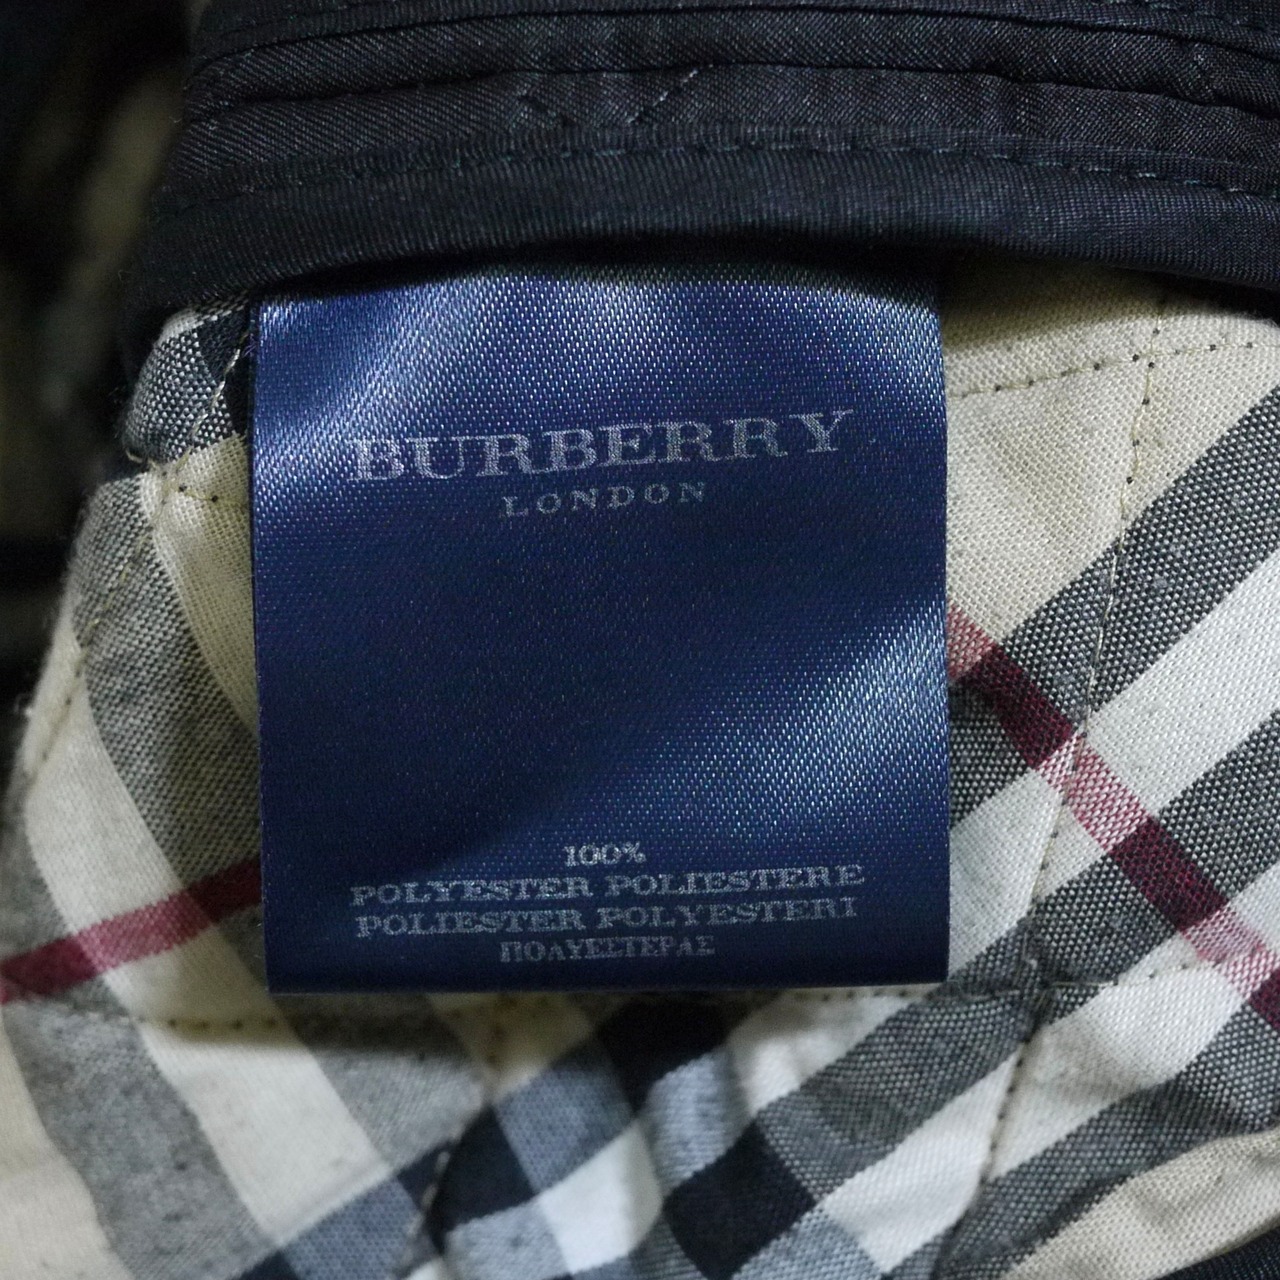 BURBERRY
LONDON
100%
POLYESTER POLIESTERE
POLIESTER POLYESTERI
ΠΟΛΥΕΣΤΕΡΑΣ